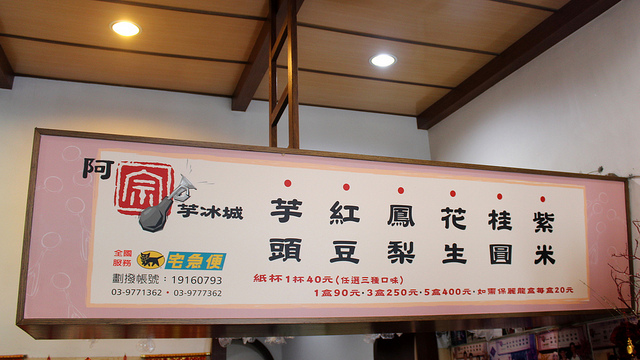 阿宗芋冰城
芋頭
紅豆
鳳梨
花生
桂圓
紫米
全國服務
宅急便
劃撥帳號：19160793
03-9771362・03-9777362
紙杯1杯40元(任選三種口味)
1盒90元・3盒250元・5盒400元・如需保麗龍盒每盒20元